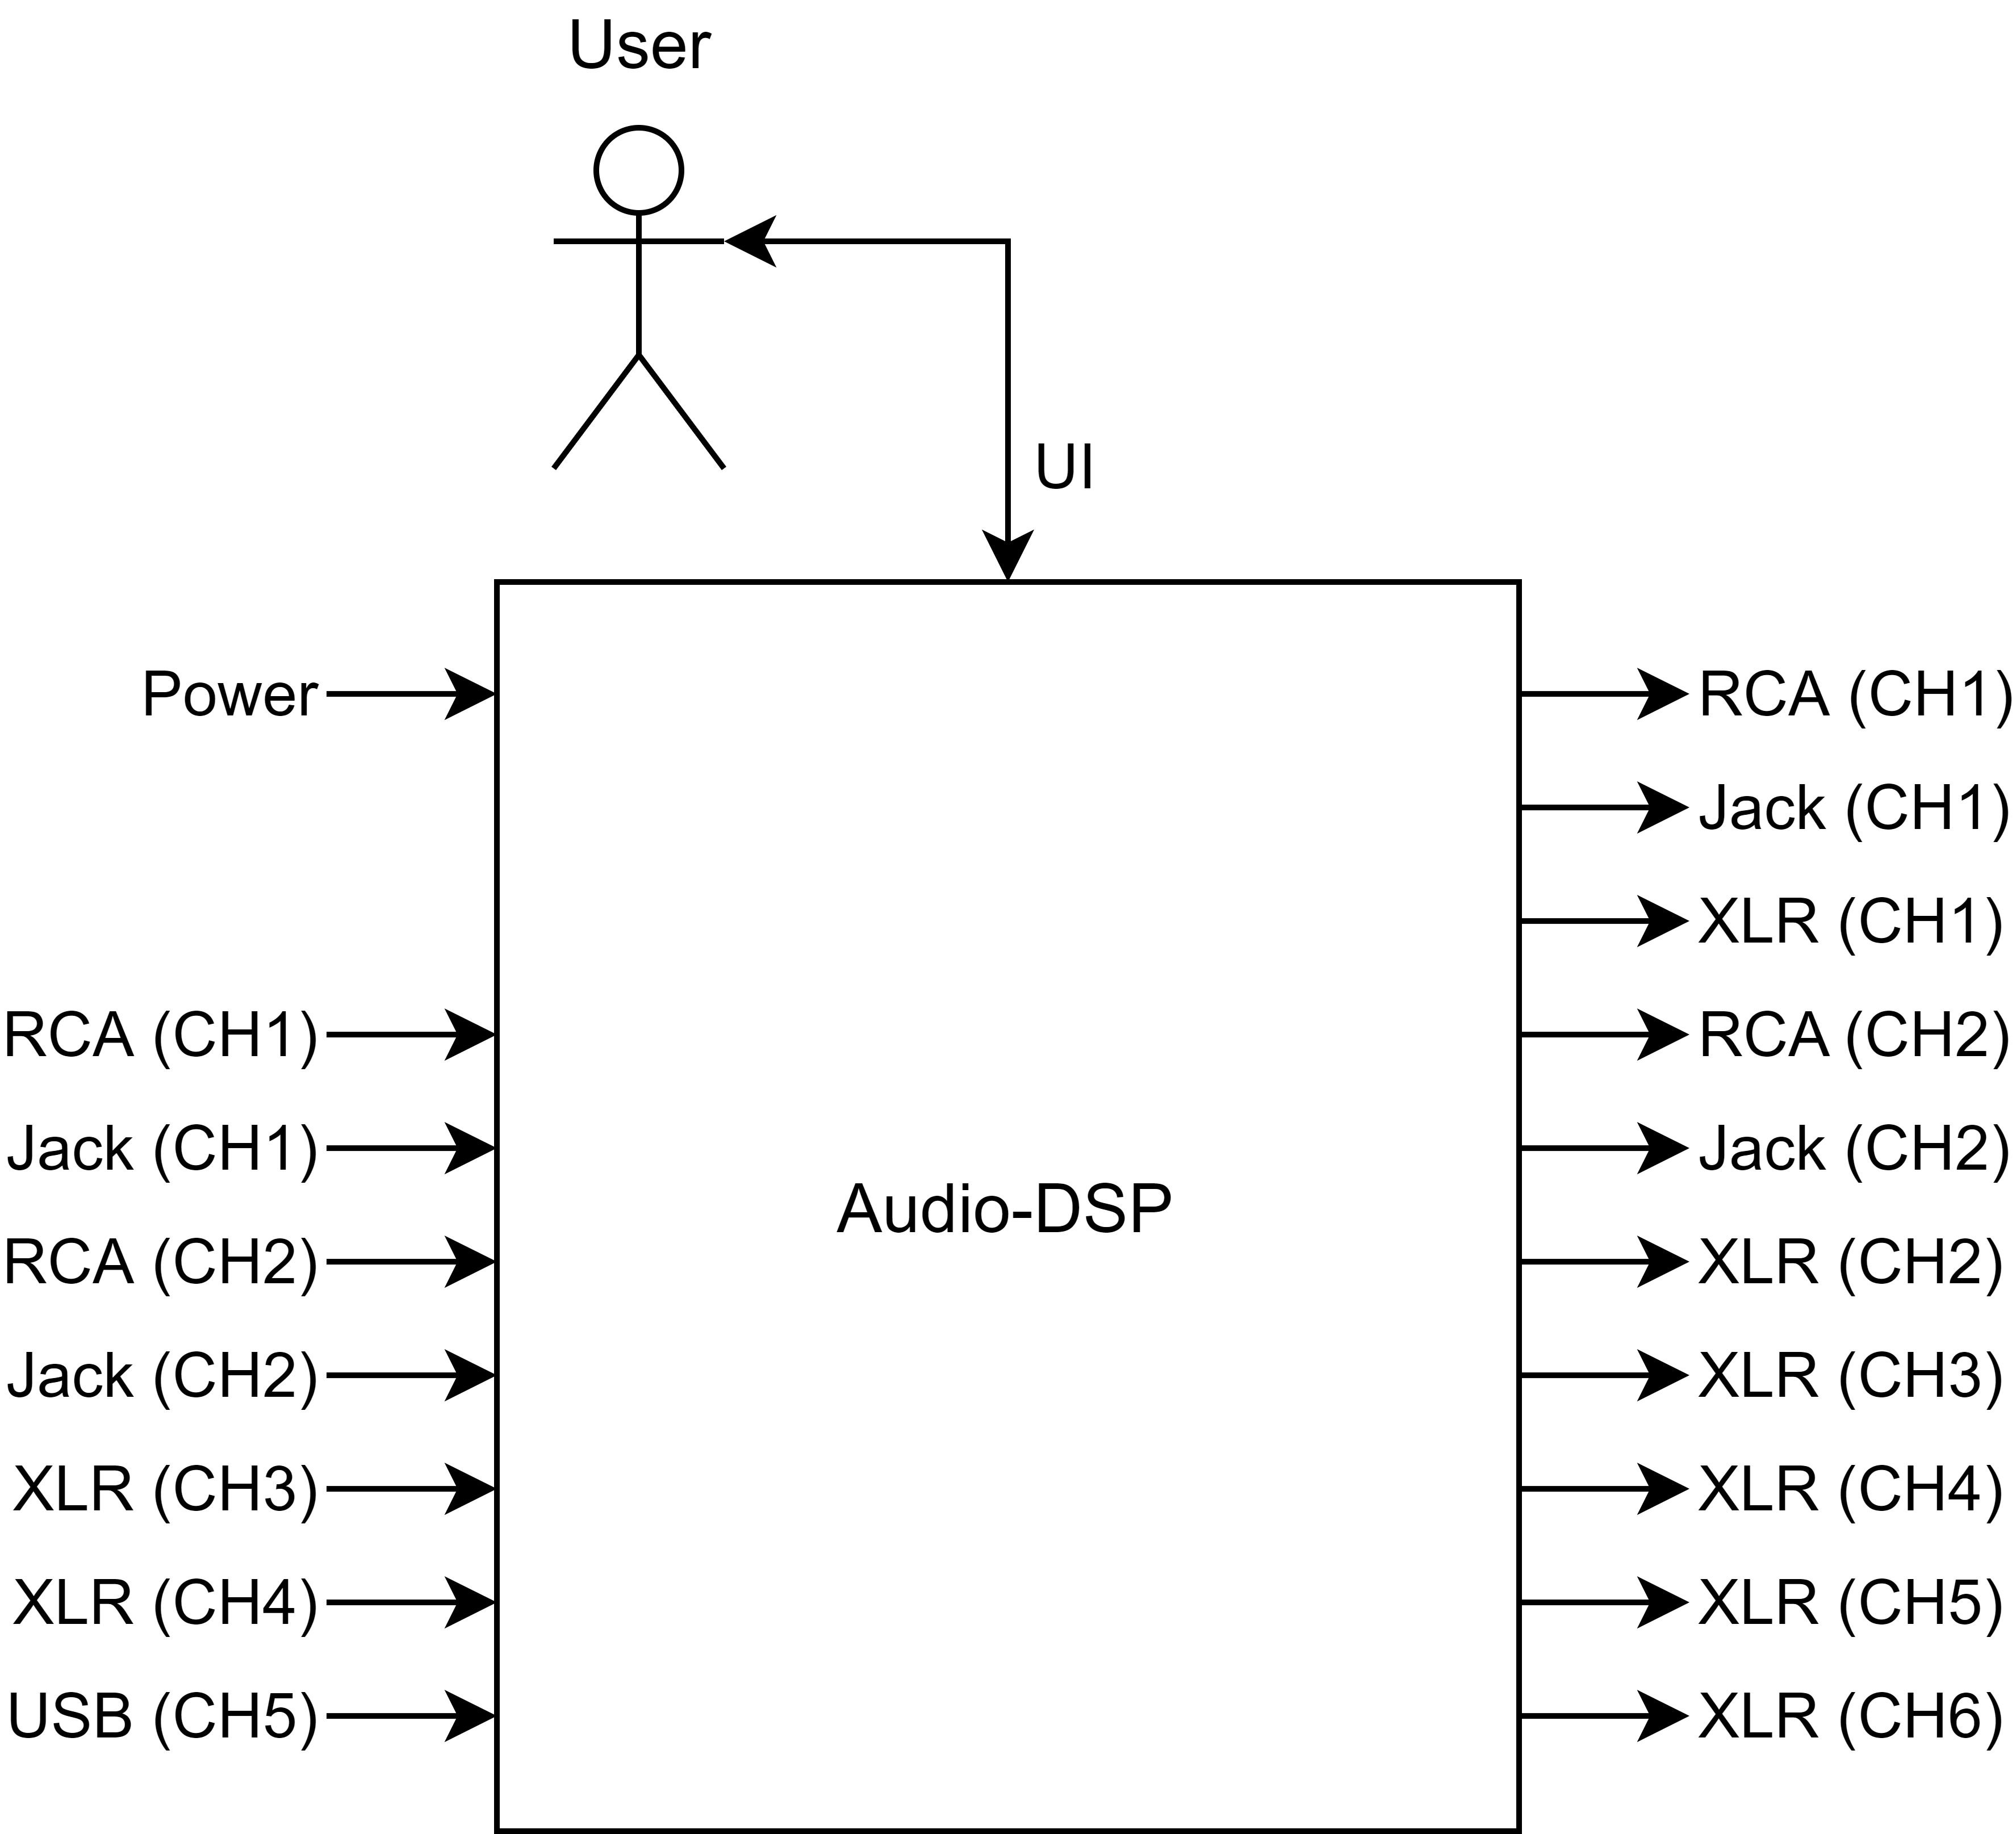 User
UI
Power
RCA (CH1)
Jack (CH1)
RCA (CH2)
Jack (CH2)
XLR (CH3)
XLR (CH4)
USB (CH5)
Audio-DSP
RCA (CH1)
Jack (CH1)
XLR (CH1)
RCA (CH2)
Jack (CH2)
XLR (CH2)
XLR (CH3)
XLR (CH4)
XLR (CH5)
XLR (CH6)